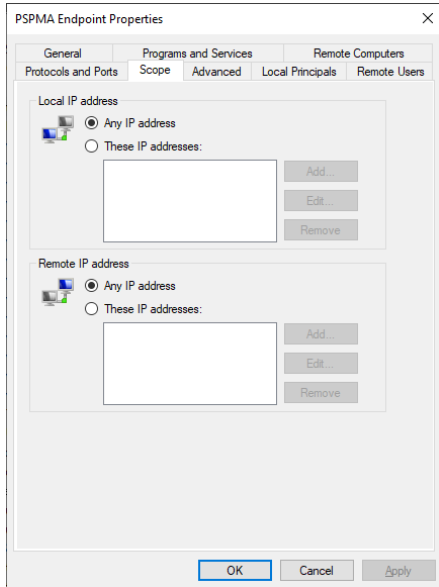 PSPMA Endpoint Properties
General Programs and Services Remote Computers
Protocols and Ports Scope Advanced Local Principals Remote Users
Local IP address
Any IP address
These IP addresses:
Add...
Edit...
Remove
Remote IP address
Any IP address
These IP addresses:
Add...
Edit...
Remove
OK Cancel Apply